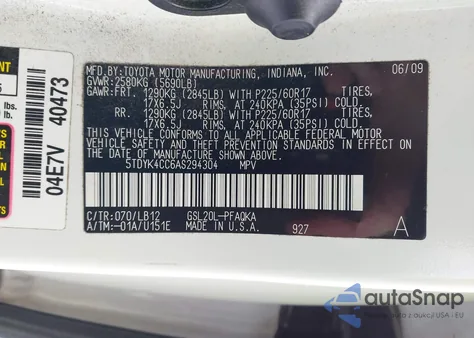 MFD. BY: TOYOTA MOTOR MANUFACTURING, INDIANA, INC. 06/09
GVWR: 2580KG (5690LB)
GAWR: FRT. 1290KG (2845LB) WITH P225/60R17 TIRES,
17X6.5J RIMS, AT 240KPA (35PSI) COLD.
RR. 1290KG (2845LB) WITH P225/60R17 TIRES,
17X6.5J RIMS, AT 240KPA (35PSI) COLD.
THIS VEHICLE CONFORMS TO ALL APPLICABLE FEDERAL MOTOR
VEHICLE SAFETY AND THEFT PREVENTION STANDARDS IN EFFECT
ON THE DATE OF MANUFACTURE SHOWN ABOVE.
5TDYK4CC6AS294304 MPV
C/TR: 070/LB12 GSL20L-PFAQKA
A/TM: -01A/U151E MADE IN U.S.A. 927 A
04E7V 40473
lbs.
lbs.
autoSnap